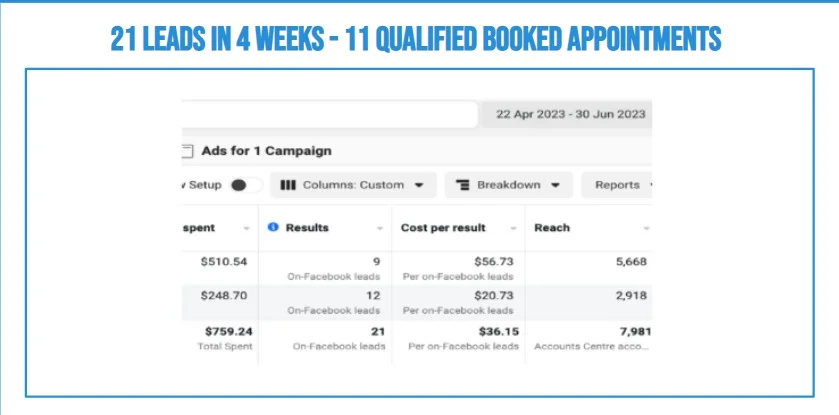 21 LEADS IN 4 WEEKS - 11 QUALIFIED BOOKED APPOINTMENTS
22 Apr 2023 - 30 Jun 2023
Ads for 1 Campaign
Setup Columns: Custom Breakdown Reports
spent Results Cost per result Reach
$510.54 9 $56.73 5,668
On-Facebook leads Per on-Facebook leads
$248.70 12 $20.73 2,918
On-Facebook leads Per on-Facebook leads
$759.24 21 $36.15 7,981
Total Spent On-Facebook leads Per on-Facebook leads Accounts Centre acco...